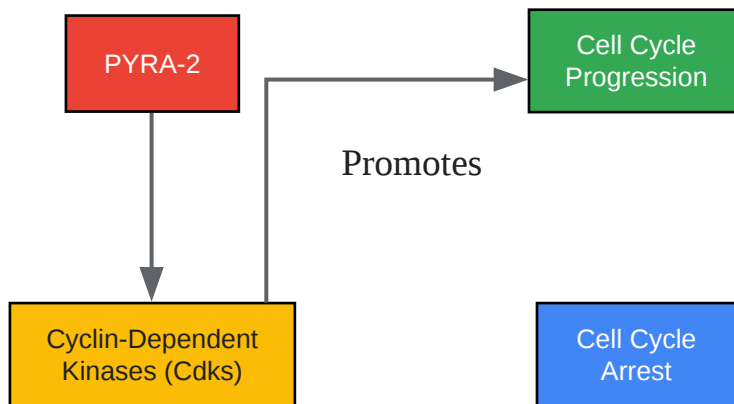 PYRA-2
Cell Cycle
Progression
Promotes
Cyclin-Dependent
Kinases (Cdks)
Cell Cycle
Arrest